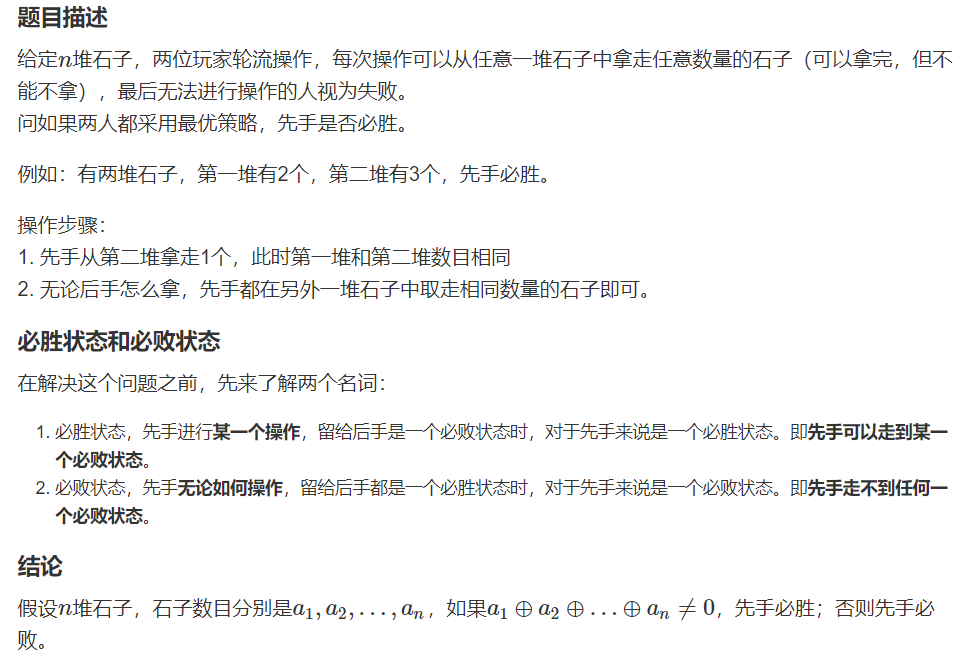 题目描述
给定n堆石子，两位玩家轮流操作，每次操作可以从任意一堆石子中拿走任意数量的石子（可以拿完，但不
能不拿），最后无法进行操作的人视为失败。
问如果两人都采用最优策略，先手是否必胜。
例如：有两堆石子，第一堆有2个，第二堆有3个，先手必胜。
操作步骤：
1. 先手从第二堆拿走1个，此时第一堆和第二堆数目相同
2. 无论后手怎么拿，先手都在另外一堆石子中取走相同数量的石子即可。
必胜状态和必败状态
在解决这个问题之前，先来了解两个名词：
1. 必胜状态，先手进行某一个操作，留给后手是一个必败状态时，对于先手来说是一个必胜状态。即先手可以走到某一
个必败状态。
2. 必败状态，先手无论如何操作，留给后手都是一个必胜状态时，对于先手来说是一个必败状态。即先手走不到任何一
个必败状态。
结论
假设n堆石子，石子数目分别是a₁, a₂, …, aₙ，如果a₁ ⊕ a₂ ⊕ … ⊕ aₙ ≠ 0，先手必胜；否则先手必
败。